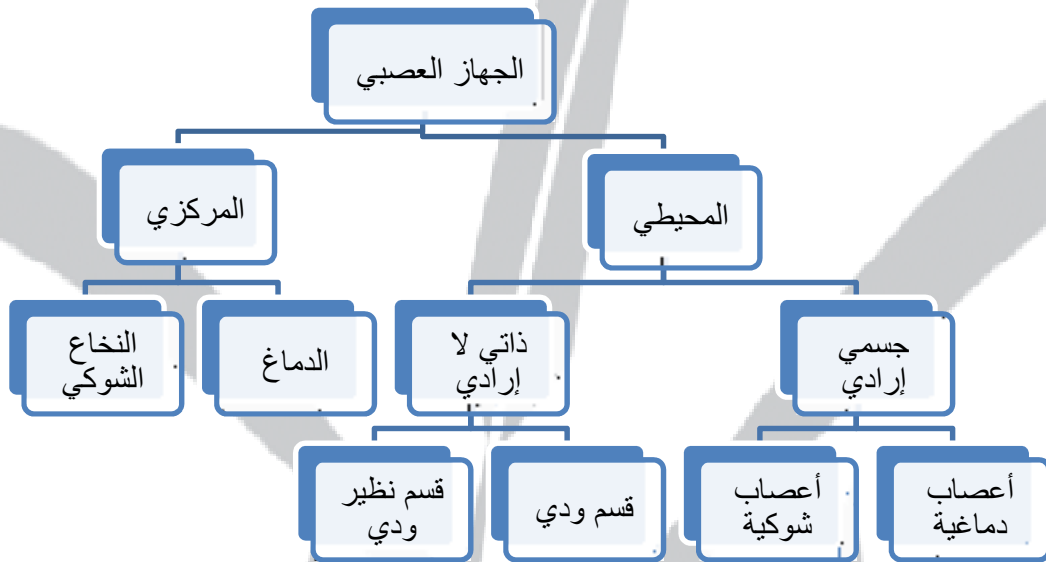 الجهاز العصبي
المحيطي
المركزي
جسمي
إرادي
ذاتي لا
إرادي
الدماغ
النخاع
الشوكي
أعصاب
دماغية
أعصاب
شوكية
قسم ودي
قسم نظير
ودي